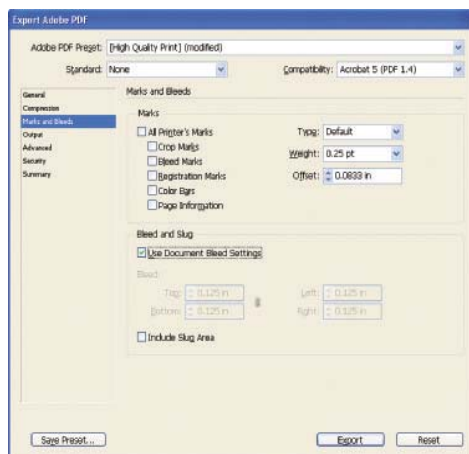 Export Adobe PDF
Adobe PDF Preset: [High Quality Print] (modified)
Standard: None Compatibility: Acrobat 5 (PDF 1.4)
General
Compression
Marks and Bleeds
Output
Advanced
Security
Summary
Marks and Bleeds
Marks
All Printer's Marks
Crop Marks
Bleed Marks
Registration Marks
Color Bars
Page Information
Type: Default
Weight: 0.25 pt
Offset: 0.0833 in
Bleed and Slug
Use Document Bleed Settings
Bleed:
Top: 0.125 in Left: 0.125 in
Bottom: 0.125 in Right: 0.125 in
Include Slug Area
Save Preset... Export Reset